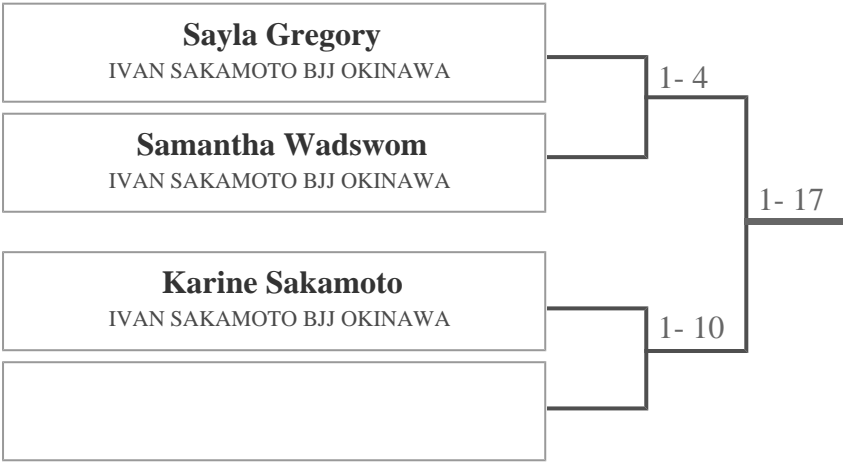 Sayla Gregory
IVAN SAKAMOTO BJJ OKINAWA
1- 4
Samantha Wadswom
IVAN SAKAMOTO BJJ OKINAWA
1- 17
Karine Sakamoto
IVAN SAKAMOTO BJJ OKINAWA
1- 10